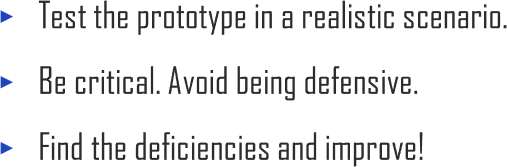 Test the prototype in a realistic scenario.
Be critical. Avoid being defensive.
Find the deficiencies and improve!